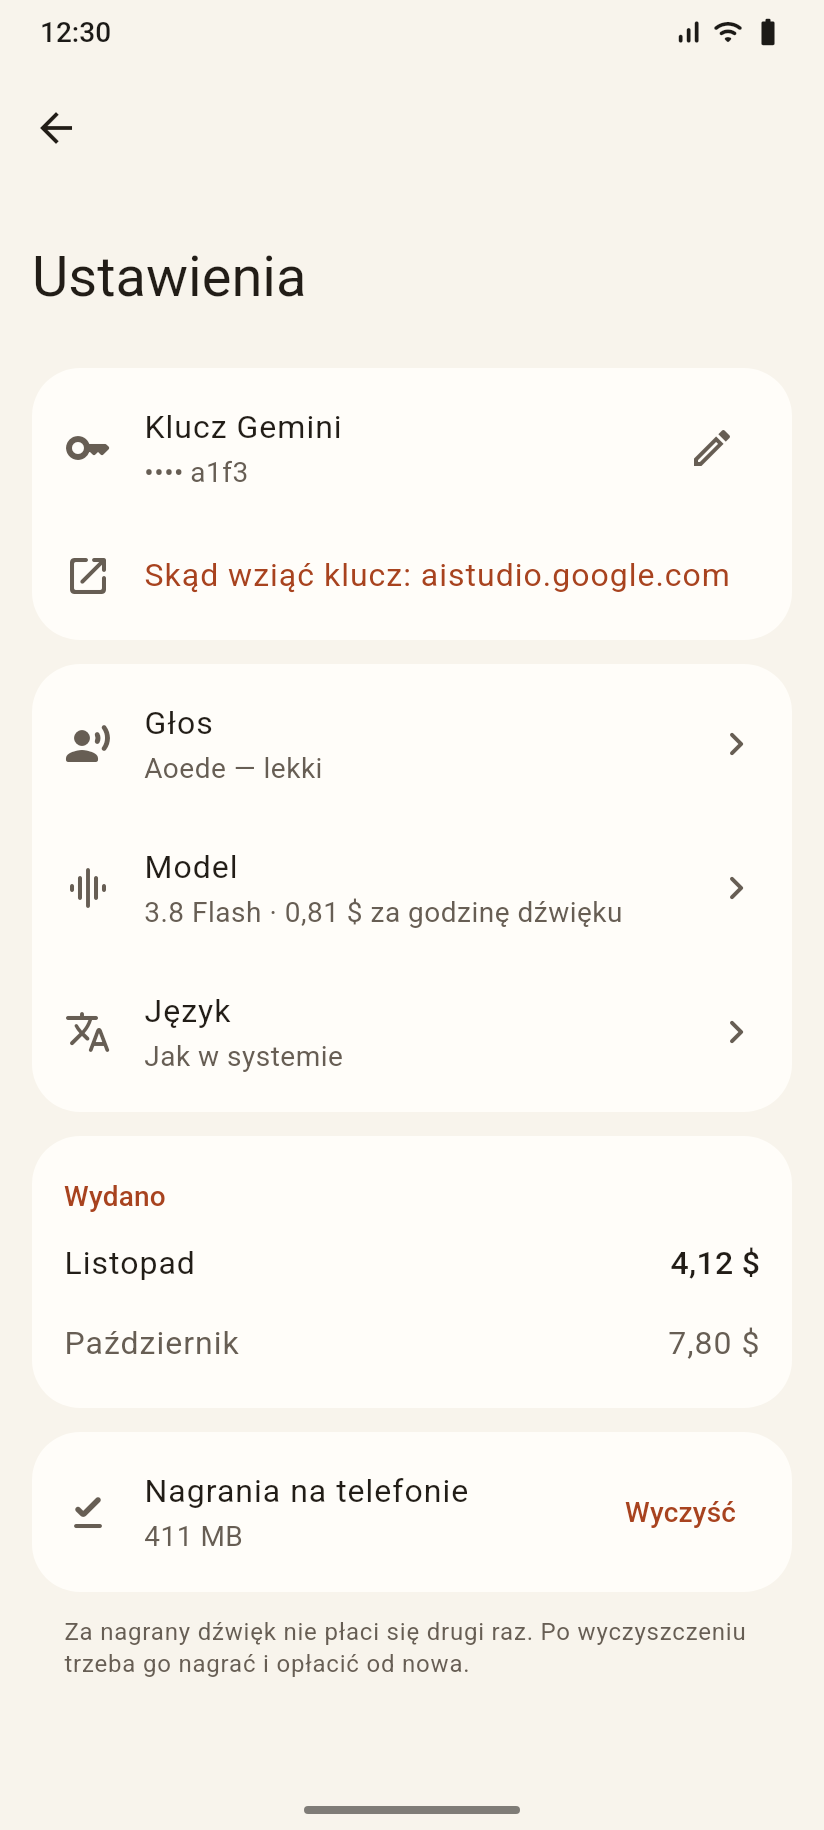 12:30
Ustawienia
Klucz Gemini
•••• a1f3
Skąd wziąć klucz: aistudio.google.com
Głos
Aoede — lekki
Model
3.8 Flash · 0,81 $ za godzinę dźwięku
Język
Jak w systemie
Wydano
Listopad 4,12 $
Październik 7,80 $
Nagrania na telefonie
411 MB
Wyczyść
Za nagrany dźwięk nie płaci się drugi raz. Po wyczyszczeniu
trzeba go nagrać i opłacić od nowa.